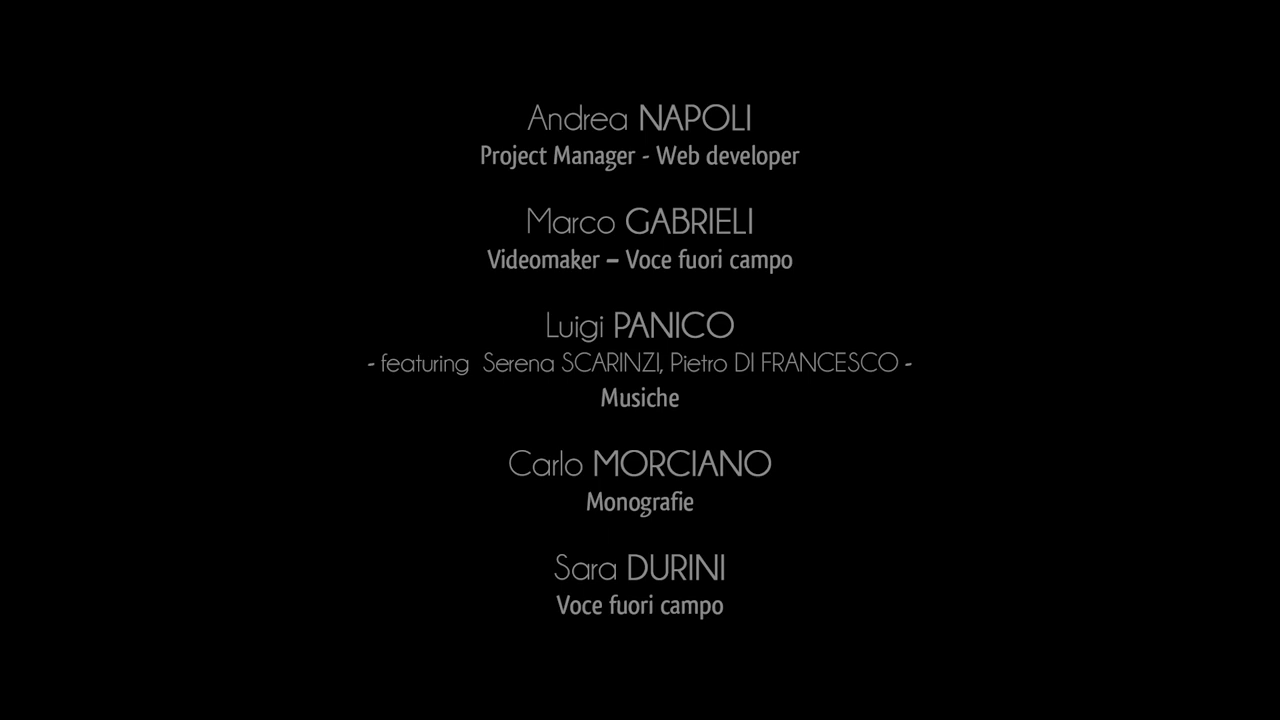 Andrea NAPOLI
Project Manager - Web developer
Marco GABRIELI
Videomaker – Voce fuori campo
Luigi PANICO
- featuring  Serena SCARINZI, Pietro DI FRANCESCO -
Musiche
Carlo MORCIANO
Monografie
Sara DURINI
Voce fuori campo